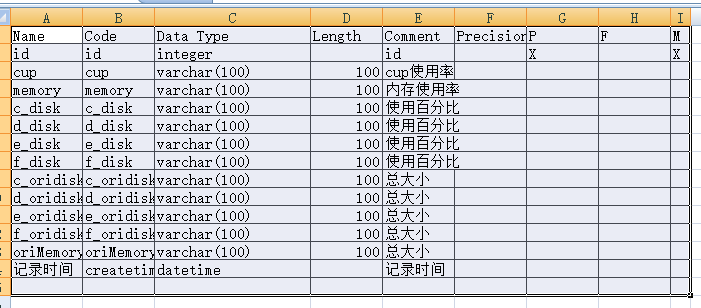 A B C D E F G H I
Name Code Data Type Length Comment Precision P F M
id id integer id X X
cup cup varchar(100) 100 cup使用率
memory memory varchar(100) 100 内存使用率
c_disk c_disk varchar(100) 100 使用百分比
d_disk d_disk varchar(100) 100 使用百分比
e_disk e_disk varchar(100) 100 使用百分比
f_disk f_disk varchar(100) 100 使用百分比
c_oridisk c_oridisk varchar(100) 100 总大小
d_oridisk d_oridisk varchar(100) 100 总大小
e_oridisk e_oridisk varchar(100) 100 总大小
f_oridisk f_oridisk varchar(100) 100 总大小
oriMemory oriMemory varchar(100) 100 总大小
记录时间 createtim datetime 记录时间